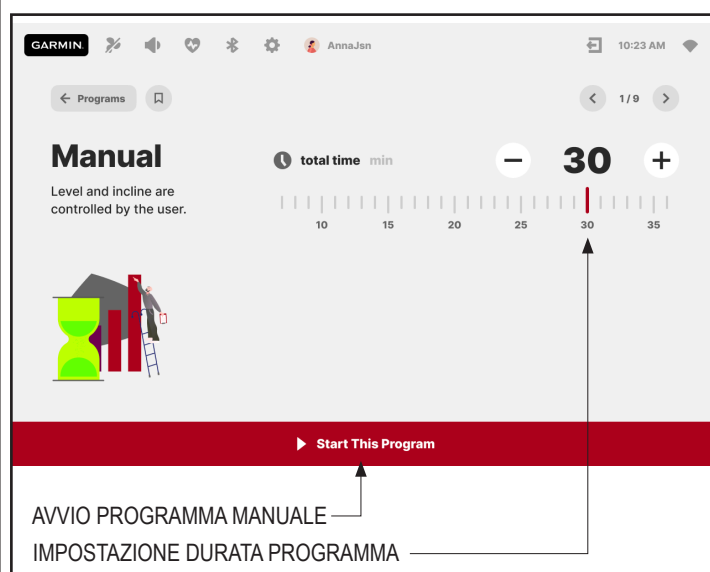 GARMIN. AnnaJsn 10:23 AM
Programs 1 / 9
Manual
total time min 30
Level and incline are
controlled by the user.
10 15 20 25 30 35
Start This Program
AVVIO PROGRAMMA MANUALE
IMPOSTAZIONE DURATA PROGRAMMA